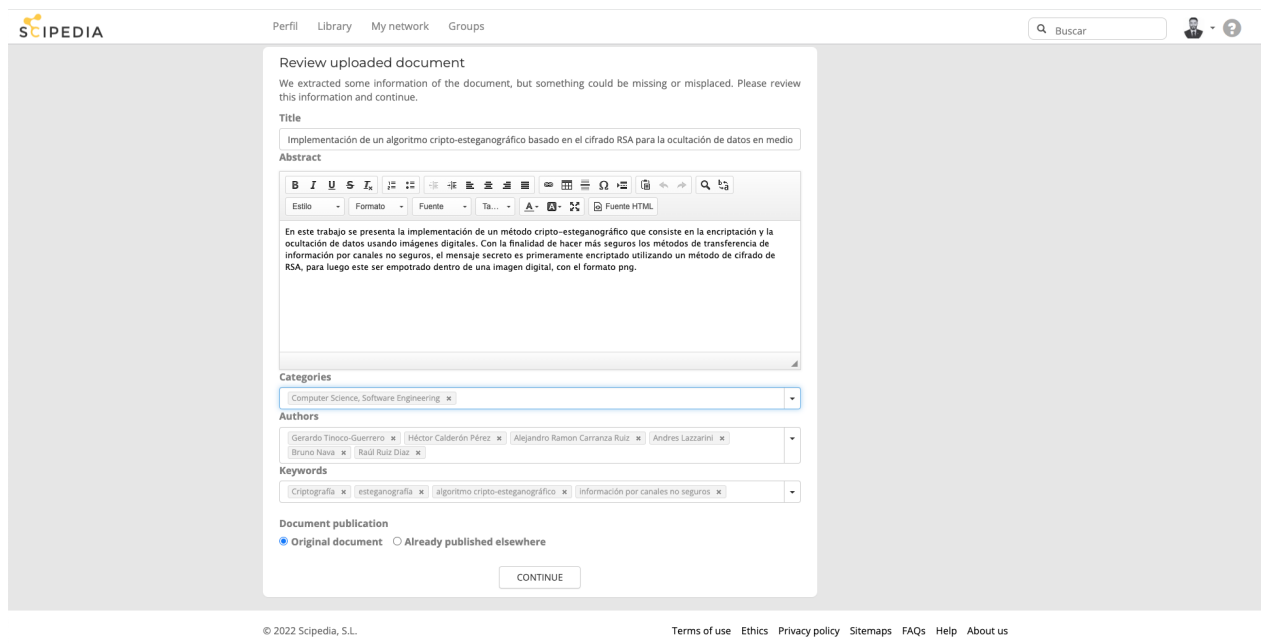 SCIPEDIA
Perfil Library My network Groups
Buscar
Review uploaded document
We extracted some information of the document, but something could be missing or misplaced. Please review
this information and continue.
Title
Implementación de un algoritmo cripto-esteganográfico basado en el cifrado RSA para la ocultación de datos en medio
Abstract
Estilo Formato Fuente Ta... Fuente HTML
En este trabajo se presenta la implementación de un método cripto-esteganográfico que consiste en la encriptación y la
ocultación de datos usando imágenes digitales. Con la finalidad de hacer más seguros los métodos de transferencia de
información por canales no seguros, el mensaje secreto es primeramente encriptado utilizando un método de cifrado de
RSA, para luego este ser empotrado dentro de una imagen digital, con el formato png.
Categories
Computer Science, Software Engineering
Authors
Gerardo Tinoco-Guerrero Héctor Calderón Pérez Alejandro Ramon Carranza Ruiz Andres Lazzarini
Bruno Nava Raúl Ruiz Diaz
Keywords
Criptografía esteganografía algoritmo cripto-esteganográfico información por canales no seguros
Document publication
Original document Already published elsewhere
CONTINUE
© 2022 Scipedia, S.L. Terms of use Ethics Privacy policy Sitemaps FAQs Help About us